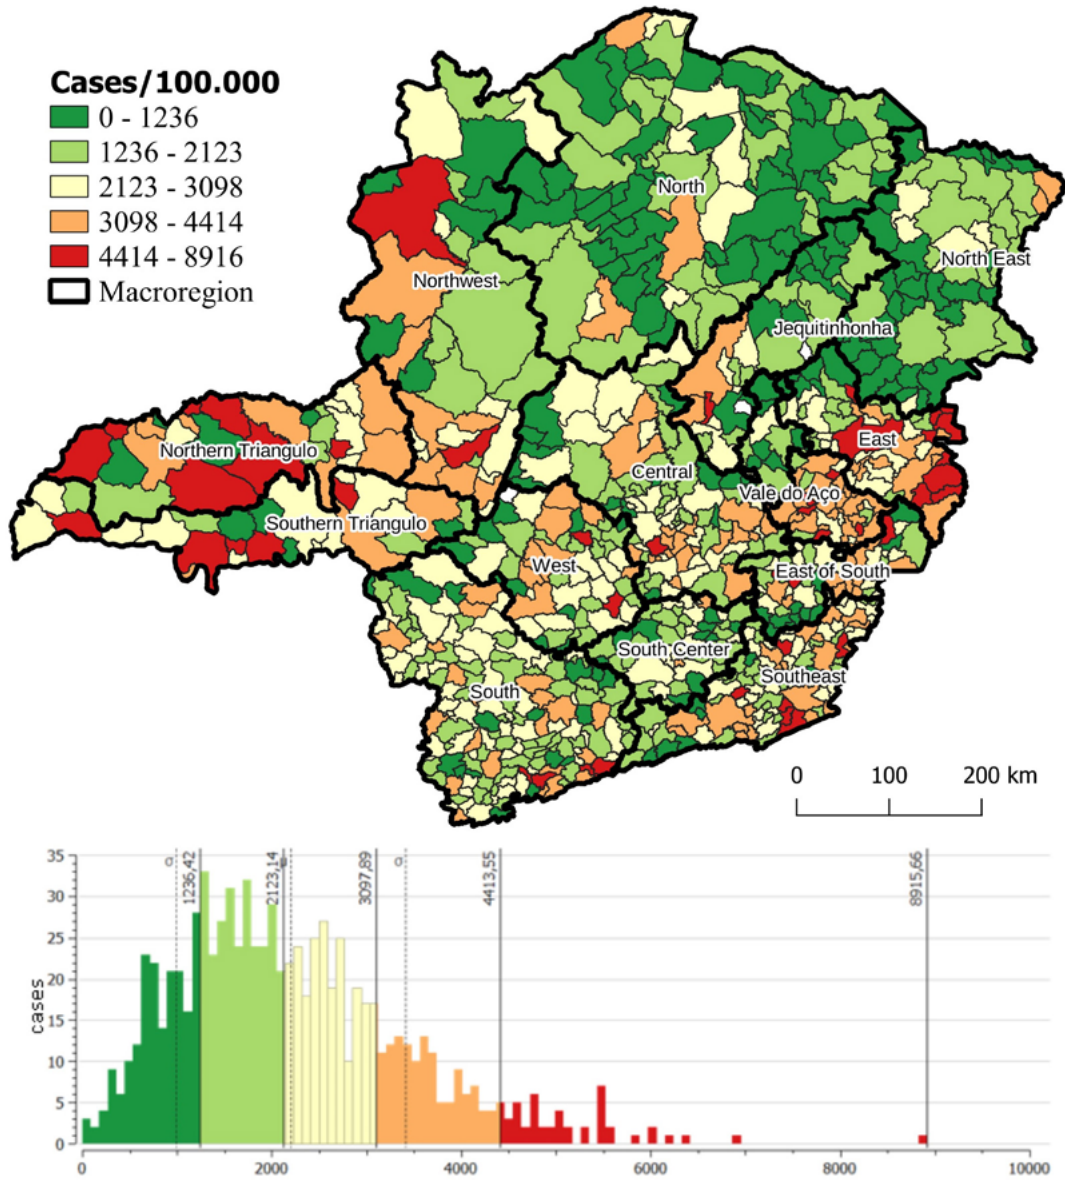 Cases/100.000
0 - 1236
1236 - 2123
2123 - 3098
3098 - 4414
4414 - 8916
Macroregion
North
North East
Northwest
Jequitinhonha
Northern Triangulo
East
Central
Vale do Aço
Southern Triangulo
West
East of South
South Center
Southeast
South
0 100 200 km
35
30
25
20
15
10
5
0
cases
σ
1236,42
2123,14
3097,89
σ
4413,55
8915,66
0 2000 4000 6000 8000 10000